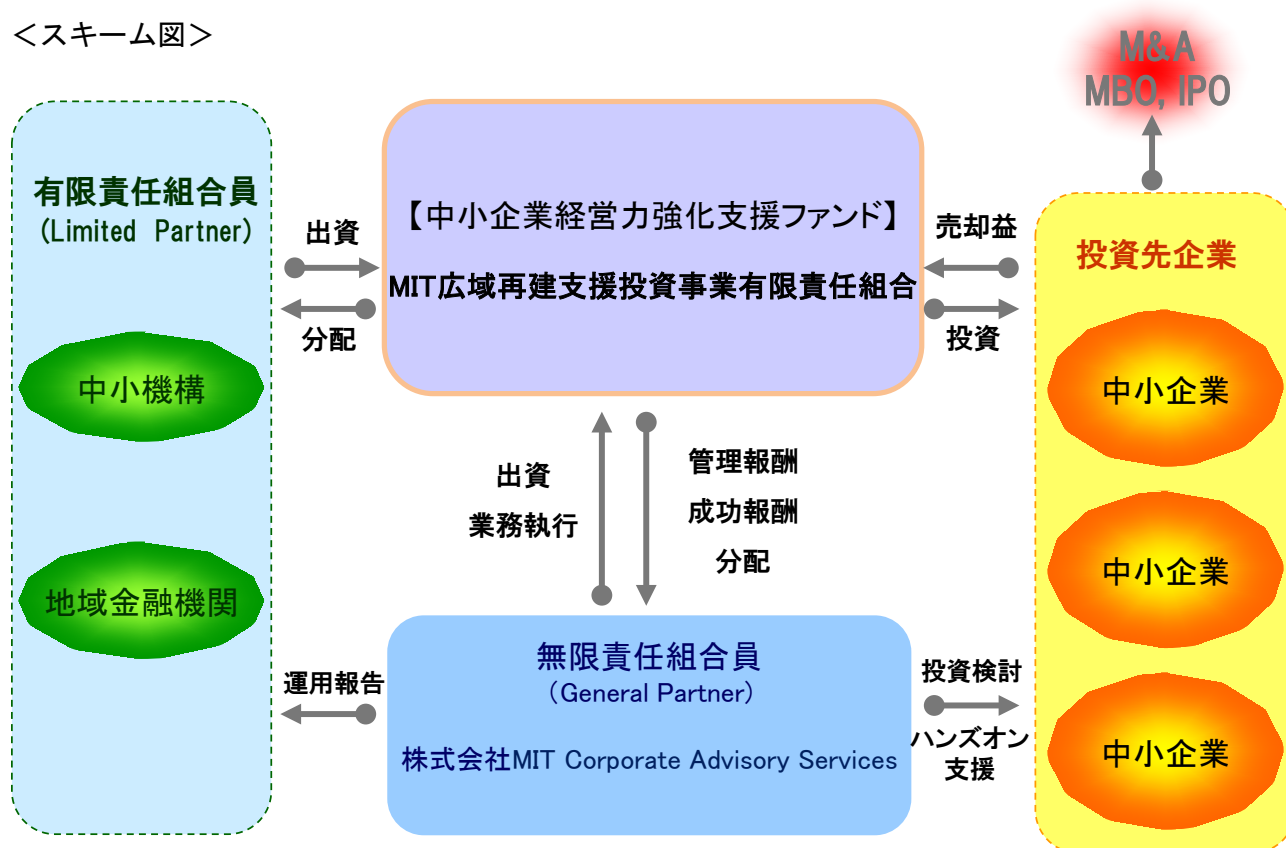 <スキーム図>
M&A
MBO, IPO
有限責任組合員
(Limited Partner)
中小機構
地域金融機関
出資
分配
【中小企業経営力強化支援ファンド】
MIT広域再建支援投資事業有限責任組合
売却益
投資
投資先企業
中小企業
中小企業
中小企業
出資
業務執行
管理報酬
成功報酬
分配
運用報告
無限責任組合員
(General Partner)
株式会社MIT Corporate Advisory Services
投資検討
ハンズオン
支援